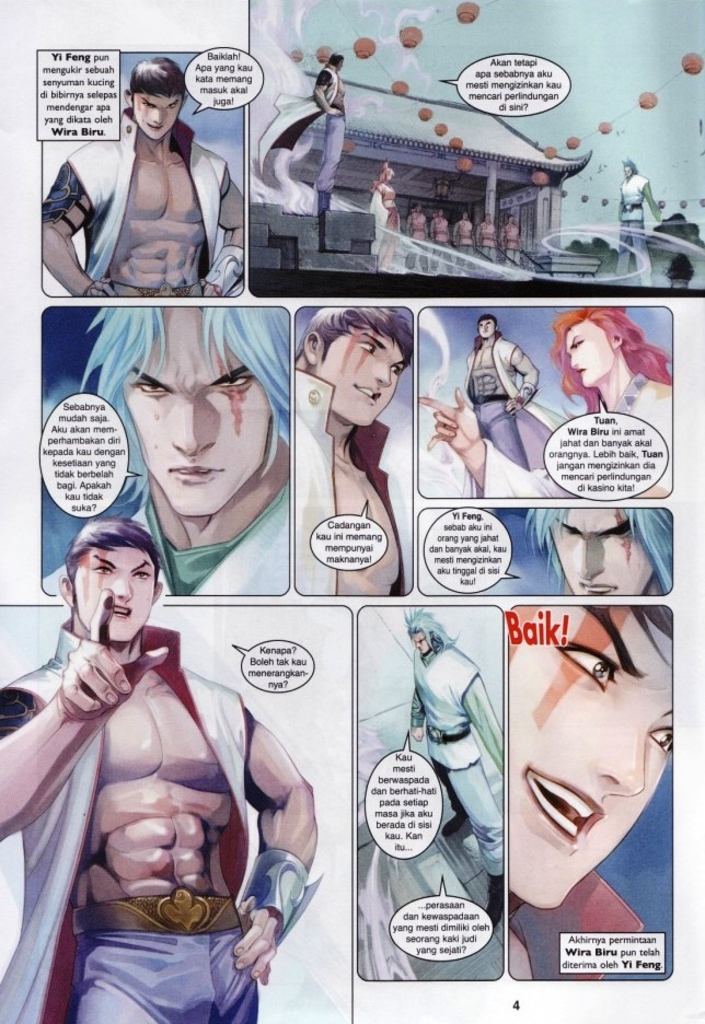 Yi Feng pun
mengukir sebuah
senyuman kucing
di bibirnya selepas
mendengar apa
yang dikata oleh
Wira Biru.
Baiklah!
Apa yang kau
kata memang
masuk akal
juga!
Akan tetapi
apa sebabnya aku
mesti mengizinkan kau
mencari perlindungan
di sini?
Sebabnya
mudah saja.
Aku akan mem-
perhambakan diri
kepada kau dengan
kesetiaan yang
tidak berbelah
bagi. Apakah
kau tidak
suka?
Cadangan
kau ini memang
mempunyai
maknanya!
Tuan,
Wira Biru ini amat
jahat dan banyak akal
orangnya. Lebih baik, Tuan
jangan mengizinkan dia
mencari perlindungan
di kasino kita!
Yi Feng,
sebab aku ini
orang yang jahat
dan banyak akal, kau
mesti mengizinkan
aku tinggal di sisi
kau!
Kenapa?
Boleh tak kau
menerangkan-
nya?
Kau
mesti
berwaspada
dan berhati-hati
pada setiap
masa jika aku
berada di sisi
kau. Kan
itu...
...perasaan
dan kewaspadaan
yang mesti dimiliki oleh
seorang kaki judi
yang sejati?
Baik!
Akhirnya permintaan
Wira Biru pun telah
diterima oleh Yi Feng.
4